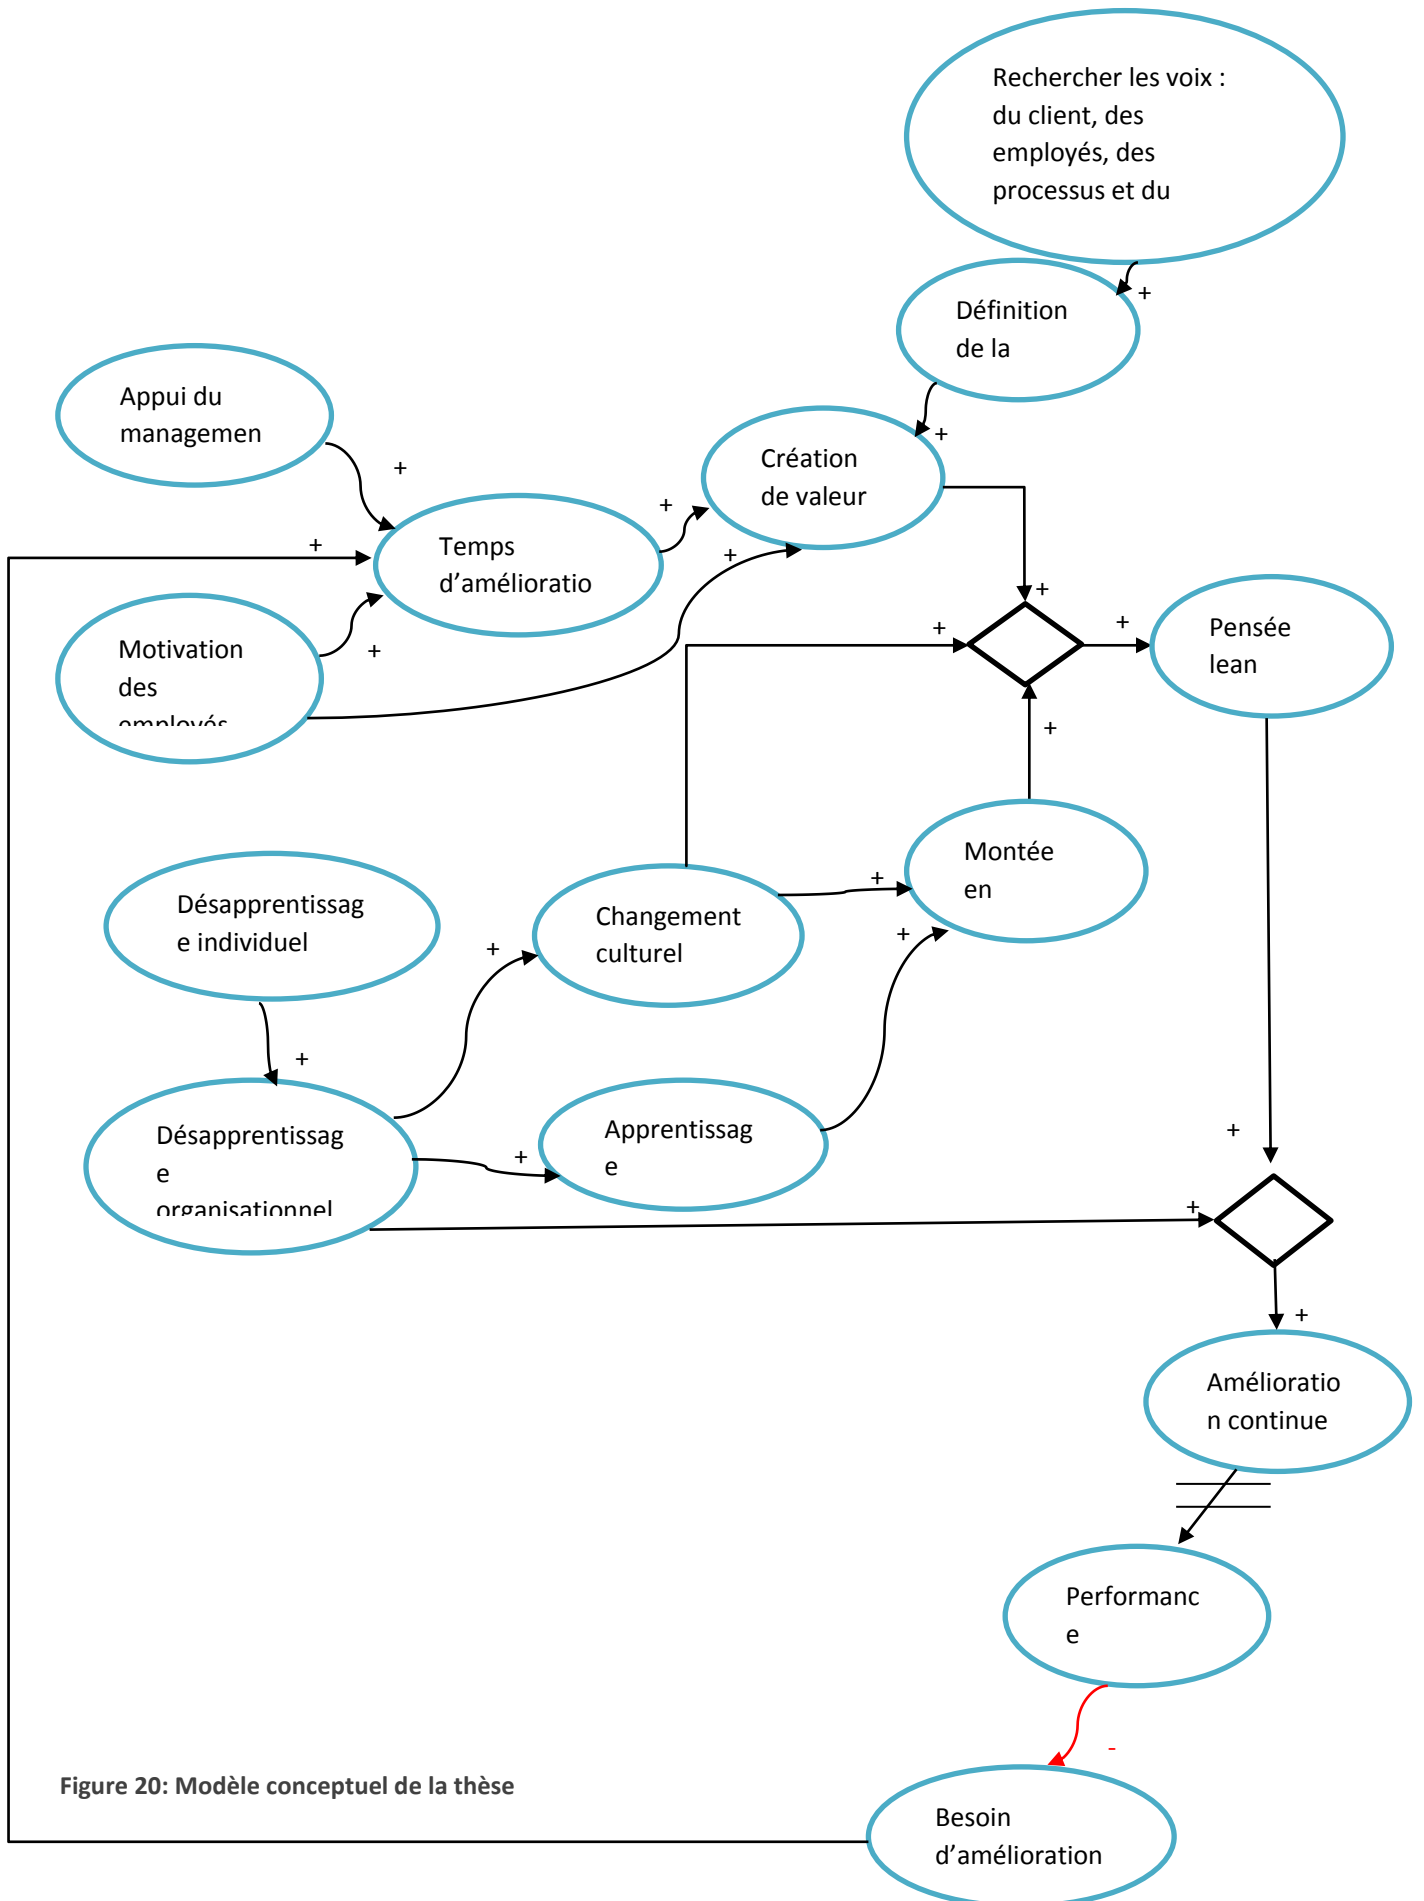 Rechercher les voix :
du client, des
employés, des
processus et du
+
Définition
de la
+
Appui du
managemen
+
Création
de valeur
+
Temps
d'amélioratio
+
+
+
Motivation
des
employés
+
+
+
+
Pensée
lean
+
Montée
en
+
Désapprentissag
e individuel
+
Changement
culturel
+
+
+
Désapprentissag
e
organisationnel
+
Apprentissag
e
+
+
+
Amélioratio
n continue
Performanc
e
-
Figure 20: Modèle conceptuel de la thèse
Besoin
d'amélioration